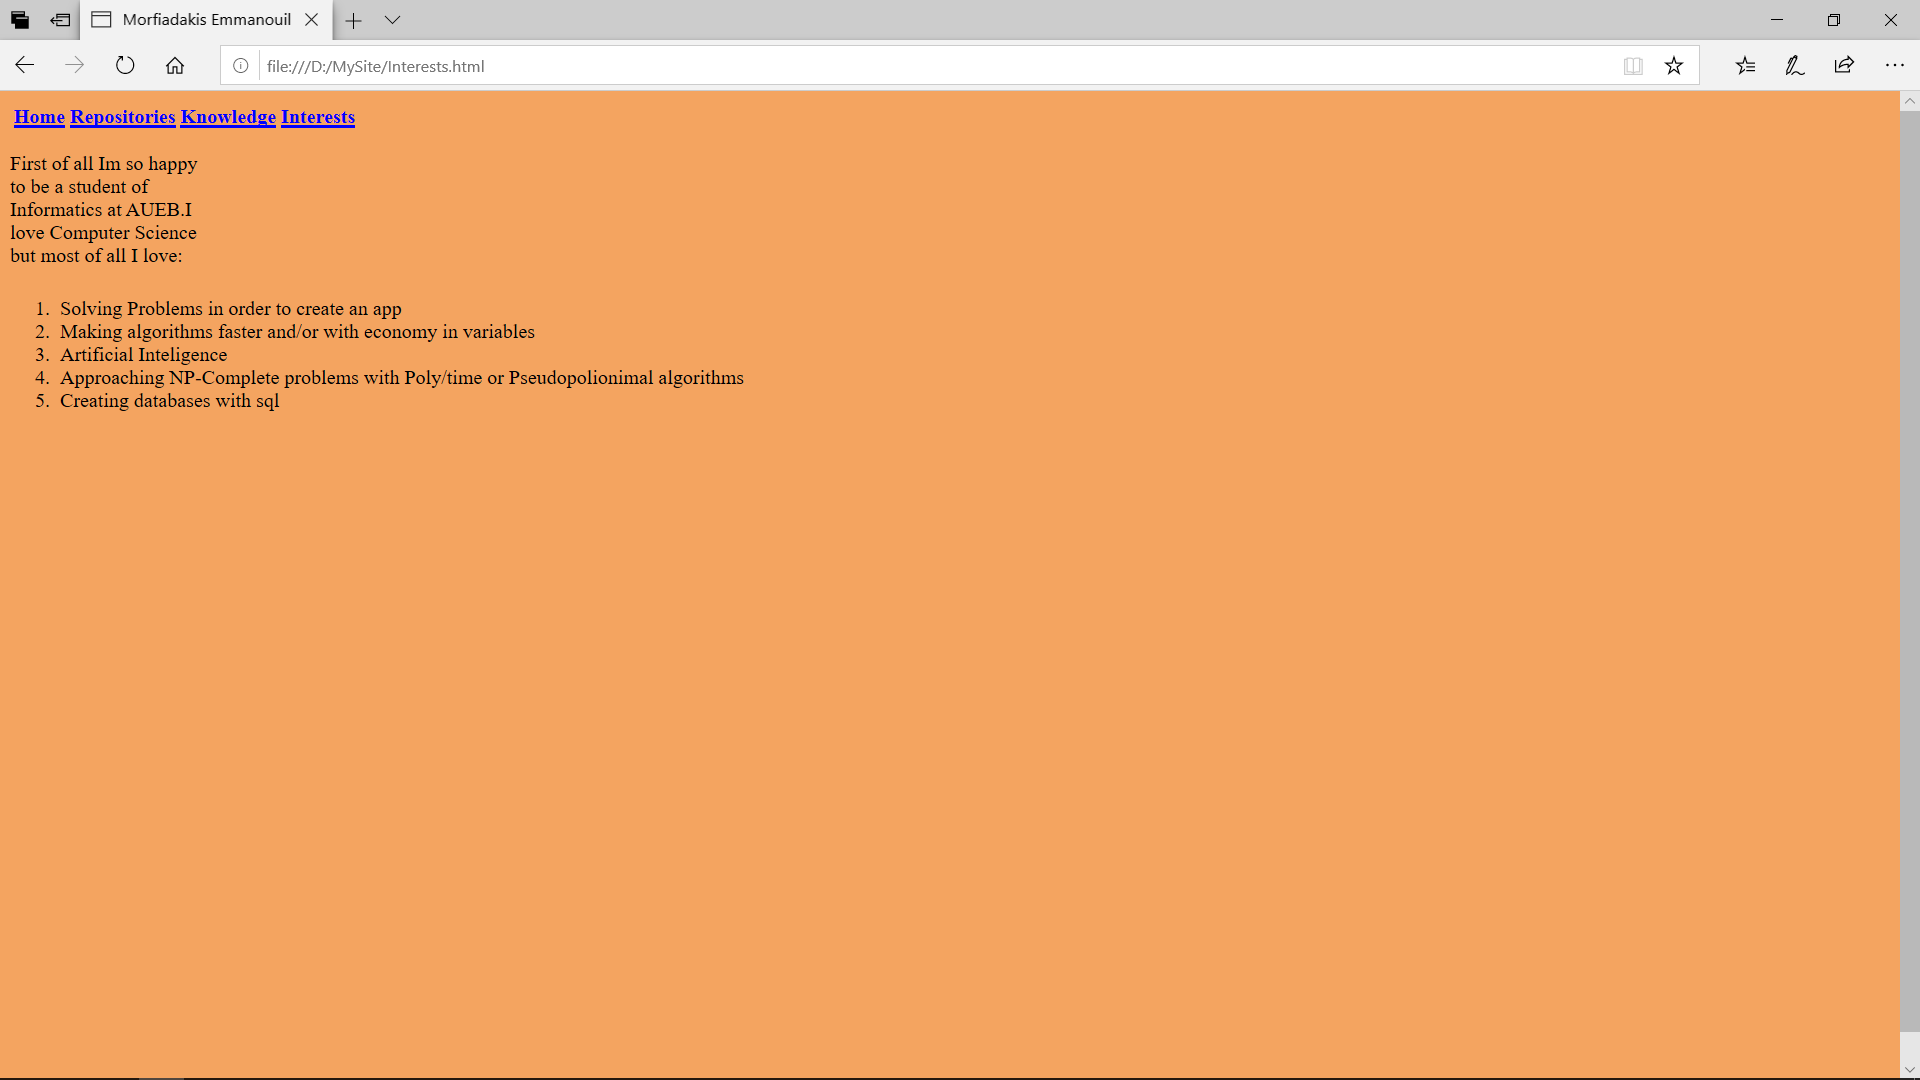 Morfiadakis Emmanouil
file:///D:/MySite/Interests.html
Home Repositories Knowledge Interests
First of all Im so happy
to be a student of
Informatics at AUEB.I
love Computer Science
but most of all I love:
1. Solving Problems in order to create an app
2. Making algorithms faster and/or with economy in variables
3. Artificial Inteligence
4. Approaching NP-Complete problems with Poly/time or Pseudopolionimal algorithms
5. Creating databases with sql